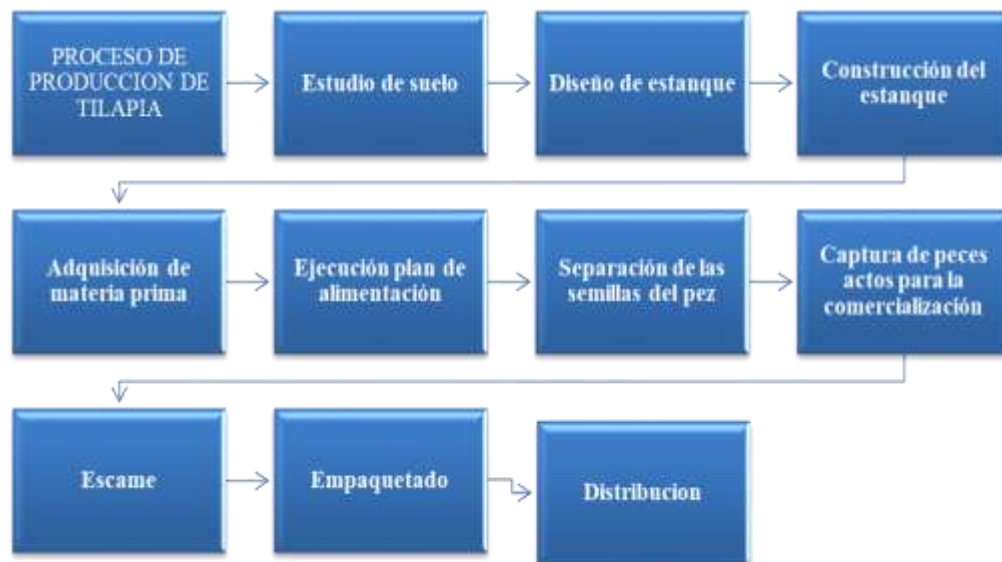 PROCESO DE
PRODUCCION DE
TILAPIA
Estudio de suelo
Diseño de estanque
Construcción del
estanque
Adquisición de
materia prima
Ejecución plan de
alimentación
Separación de las
semillas del pez
Captura de peces
actos para la
comercialización
Escame
Empaquetado
Distribucion